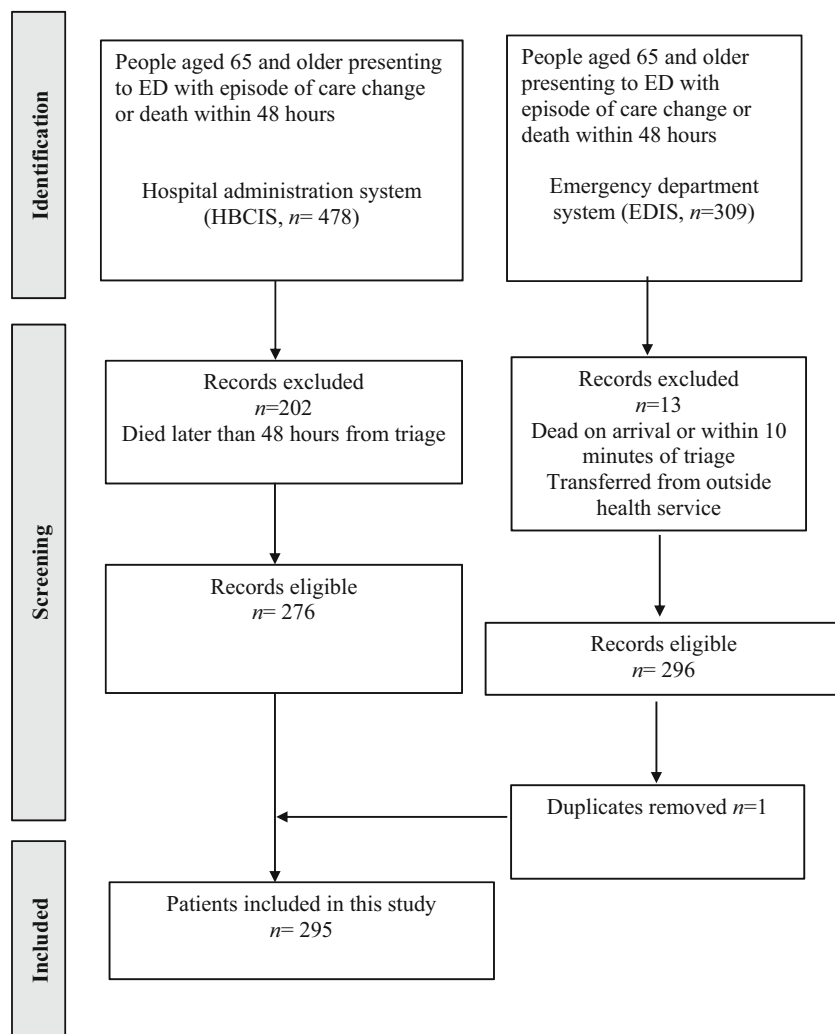 Identification
People aged 65 and older presenting
to ED with episode of care change
or death within 48 hours
Hospital administration system
(HBCIS, n= 478)
People aged 65 and older
presenting to ED with
episode of care change or
death within 48 hours
Emergency department
system (EDIS, n=309)
Screening
Records excluded
n=202
Died later than 48 hours from triage
Records excluded
n=13
Dead on arrival or within 10
minutes of triage
Transferred from outside
health service
Records eligible
n= 276
Records eligible
n= 296
Duplicates removed n=1
Included
Patients included in this study
n= 295